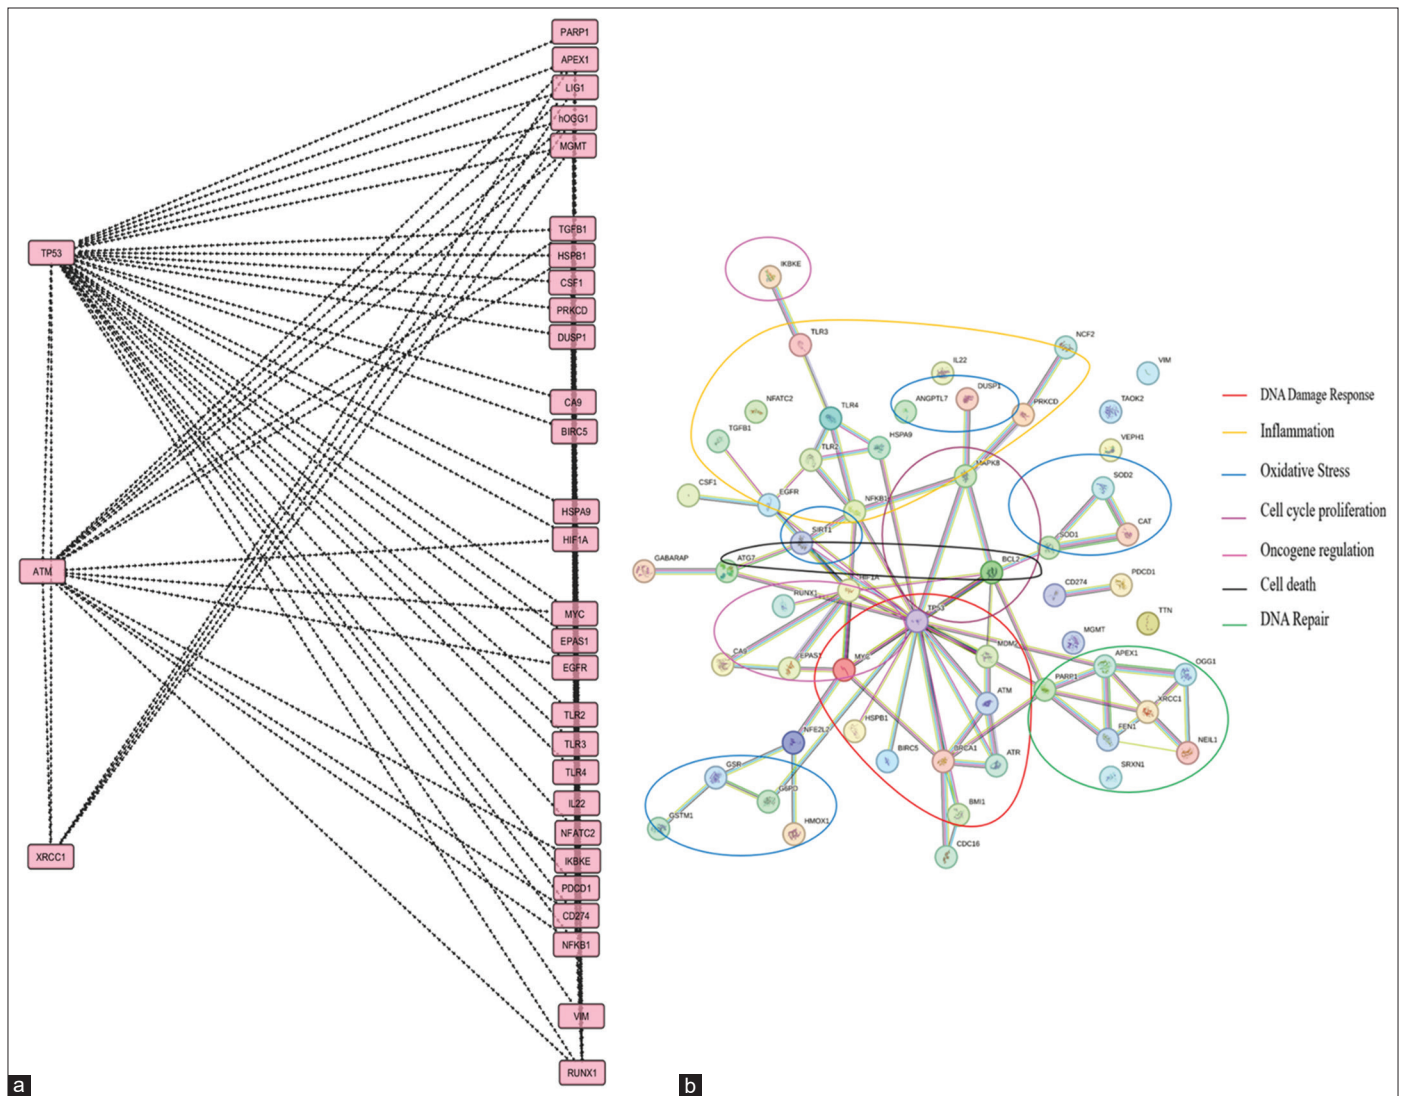 PARP1
APEX1
LIG1
hOGG1
MGMT
TP53
TGFB1
HSPB1
CSF1
PRKCD
DUSP1
CA9
BIRC5
HSPA9
HIF1A
ATM
MYC
EPAS1
EGFR
TLR2
TLR3
TLR4
IL22
NFATC2
XRCC1
IKBKE
PDCD1
CD274
NFKB1
VIM
RUNX1
a
IKBKE
TLR3
NCF2
IL22
VIM
DUSP1
NFATC2
TLR4
ANGPTL7
PRKCD
TAOK2
TGFB1
TLR2
HSPA9
VEPH1
MAPK8
CSF1
EGFR
NFKB1
SOD2
SIRT1
SOD1
CAT
GABARAP
ATG7
BCL2
HIF1A
CD274
PDCD1
RUNX1
TP53
TTN
MGMT
CA9
EPAS1
MYC
MDM2
APEX1
OGG1
PARP1
ATM
XRCC1
HSPB1
FEN1
NFE2L2
BIRC5
BRCA1
ATR
NEIL1
GSR
SRXN1
G6PD
GSTM1
HMOX1
BMI1
CDC16
DNA Damage Response
Inflammation
Oxidative Stress
Cell cycle proliferation
Oncogene regulation
Cell death
DNA Repair
b